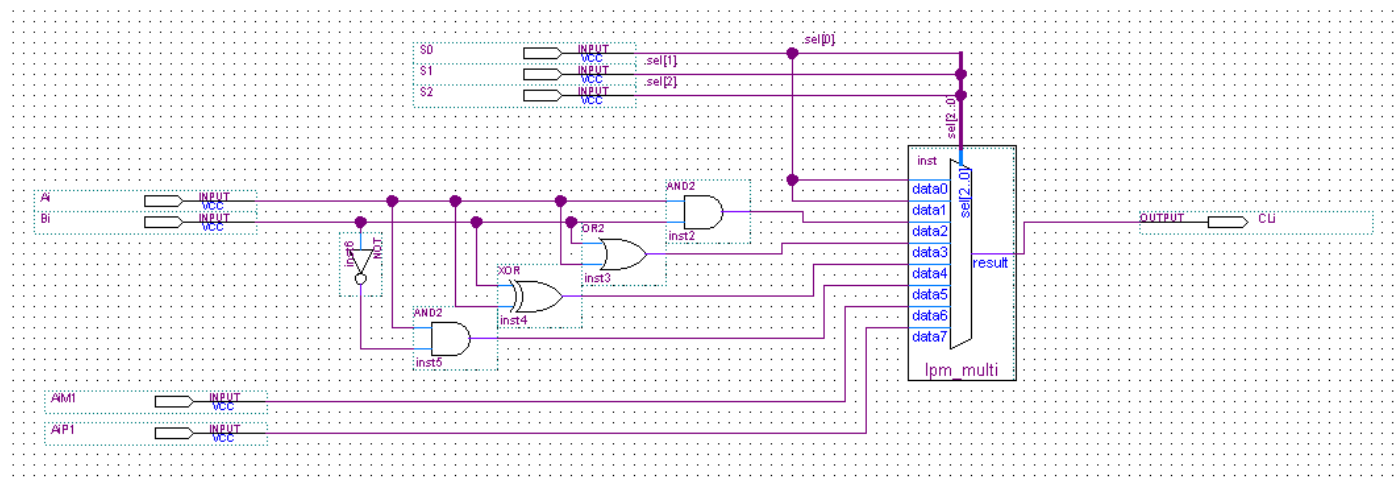 .sel[0]
S0 INPUT
VCC
.sel[1]
S1 INPUT
VCC
.sel[2]
S2 INPUT
VCC
sel[2..0]
inst
sel[2..0]
data0
data1
data2
data3
data4
data5
data6
data7
result
lpm_multi
Ai INPUT
VCC
Bi INPUT
VCC
AND2
inst2
OR2
inst3
XOR
inst4
AND2
inst5
NOT
inst6
AiM1 INPUT
VCC
AiP1 INPUT
VCC
OUTPUT CLi